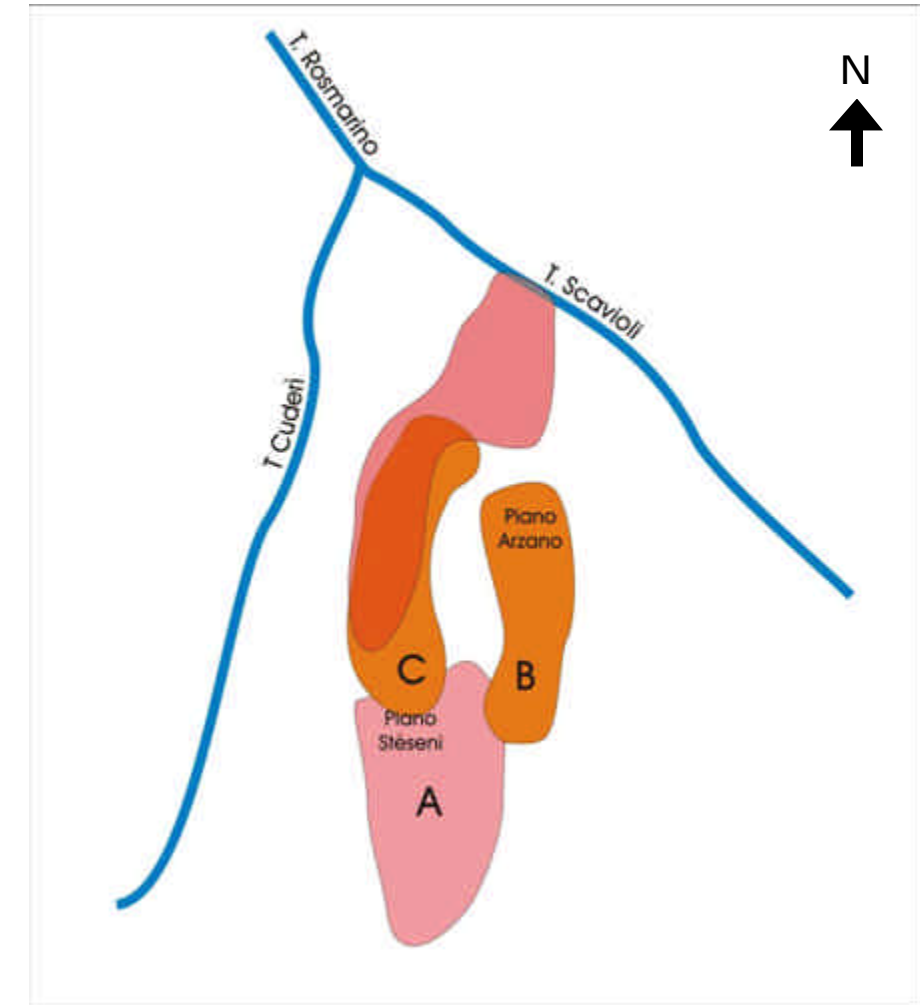 T. Rosmarino
N
T. Scavioli
T Cuderi
Piano
Arzano
C
B
Piano
Stèseni
A